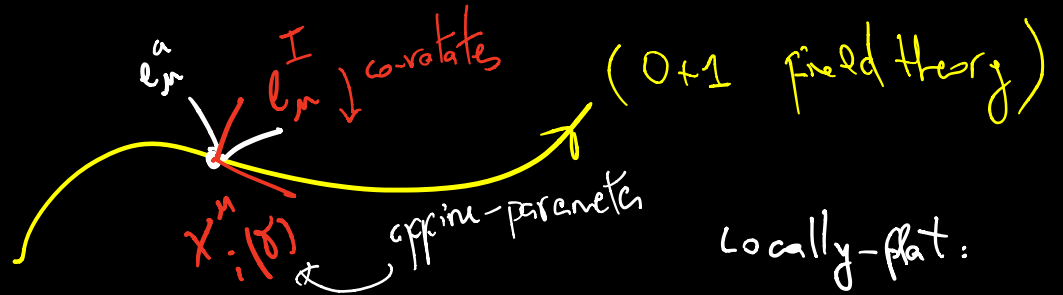 e^a_μ
e^I_μ co-rotates
(0+1 field theory)
X^μ_i(γ) affine-parameter
Locally-flat: